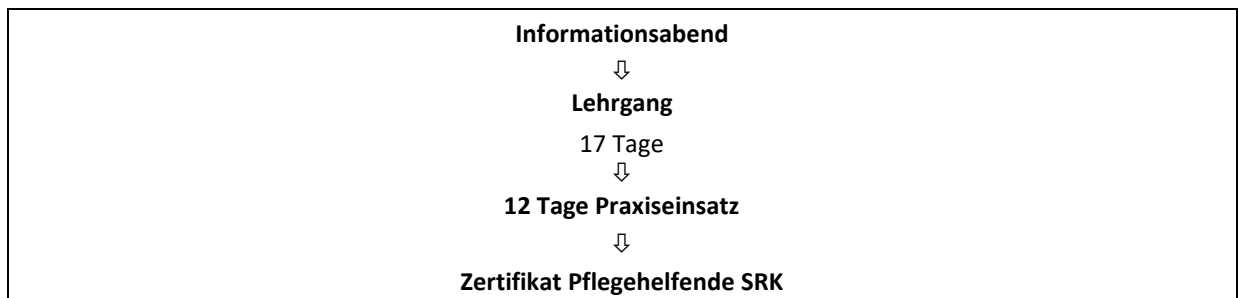 Informationsabend
⇩
Lehrgang
17 Tage
⇩
12 Tage Praxiseinsatz
⇩
Zertifikat Pflegehelfende SRK